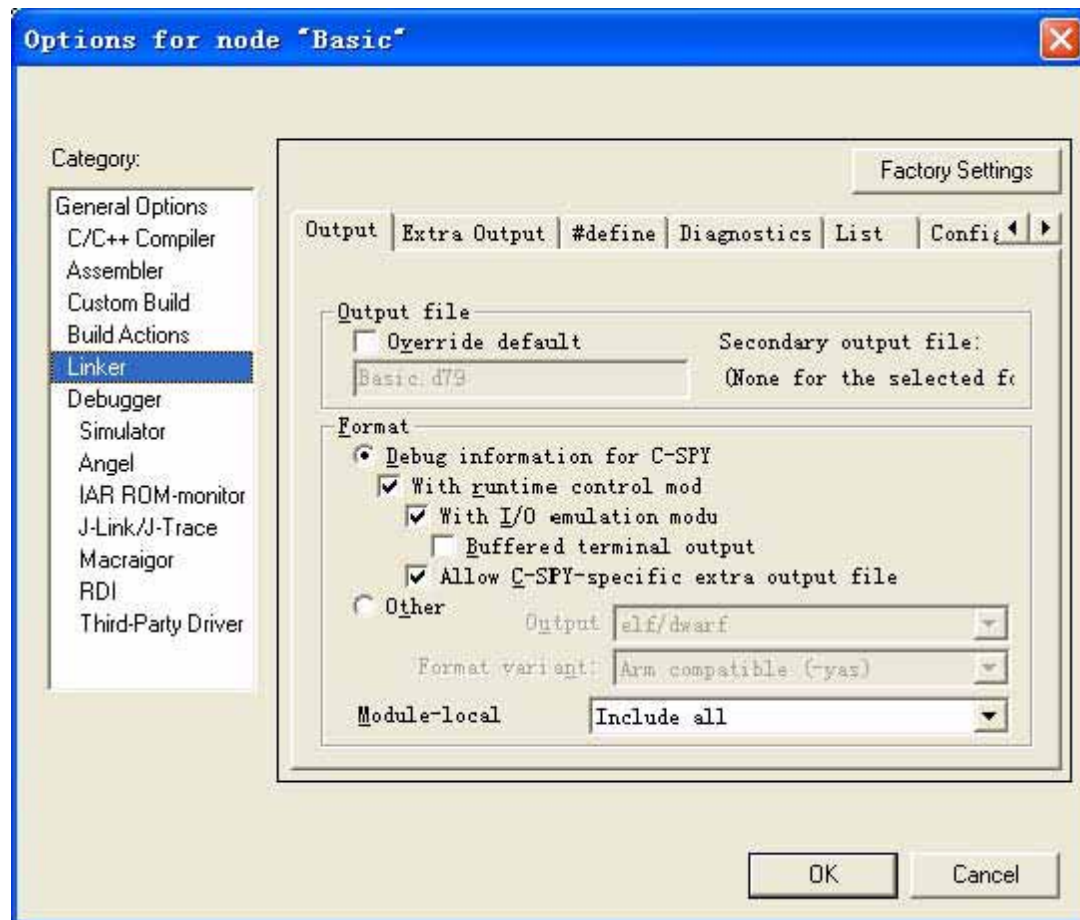 Options for node "Basic"
Category:
General Options
C/C++ Compiler
Assembler
Custom Build
Build Actions
Linker
Debugger
Simulator
Angel
IAR ROM-monitor
J-Link/J-Trace
Macraigor
RDI
Third-Party Driver
Factory Settings
Output Extra Output #define Diagnostics List Config
Output file
Override default
Secondary output file:
Basic.d79
(None for the selected fo
Format
Debug information for C-SPY
With runtime control mod
With I/O emulation modu
Buffered terminal output
Allow C-SPY-specific extra output file
Other
Output elf/dwarf
Format variant: Arm compatible (-yas)
Module-local Include all
OK Cancel